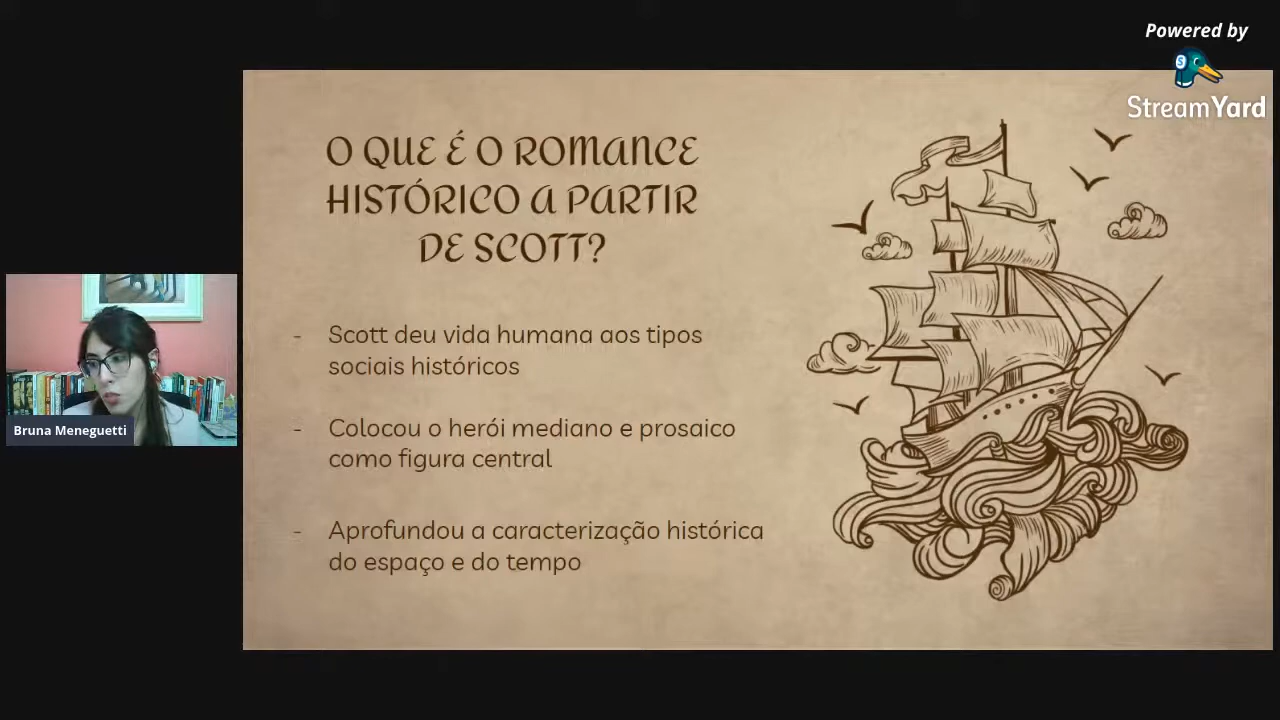 Powered by
StreamYard
O QUE É O ROMANCE
HISTÓRICO A PARTIR
DE SCOTT?
- Scott deu vida humana aos tipos
sociais históricos
- Colocou o herói mediano e prosaico
como figura central
- Aprofundou a caracterização histórica
do espaço e do tempo
Bruna Meneguetti